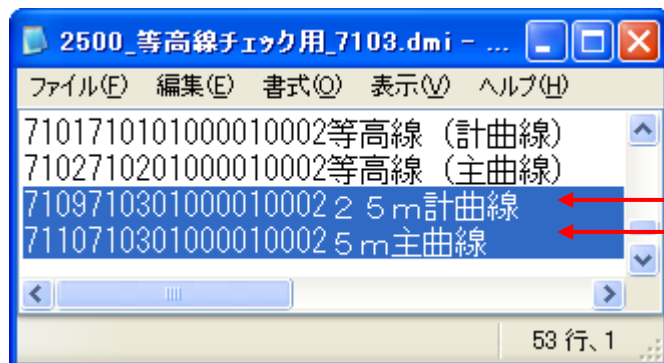 2500_等高線チェック用_7103.dmi - ...
ファイル(F) 編集(E) 書式(O) 表示(V) ヘルプ(H)
7101710101000010002等高線（計曲線）
7102710201000010002等高線（主曲線）
7109710301000010002２５ｍ計曲線
7110710301000010002５ｍ主曲線
53 行、1